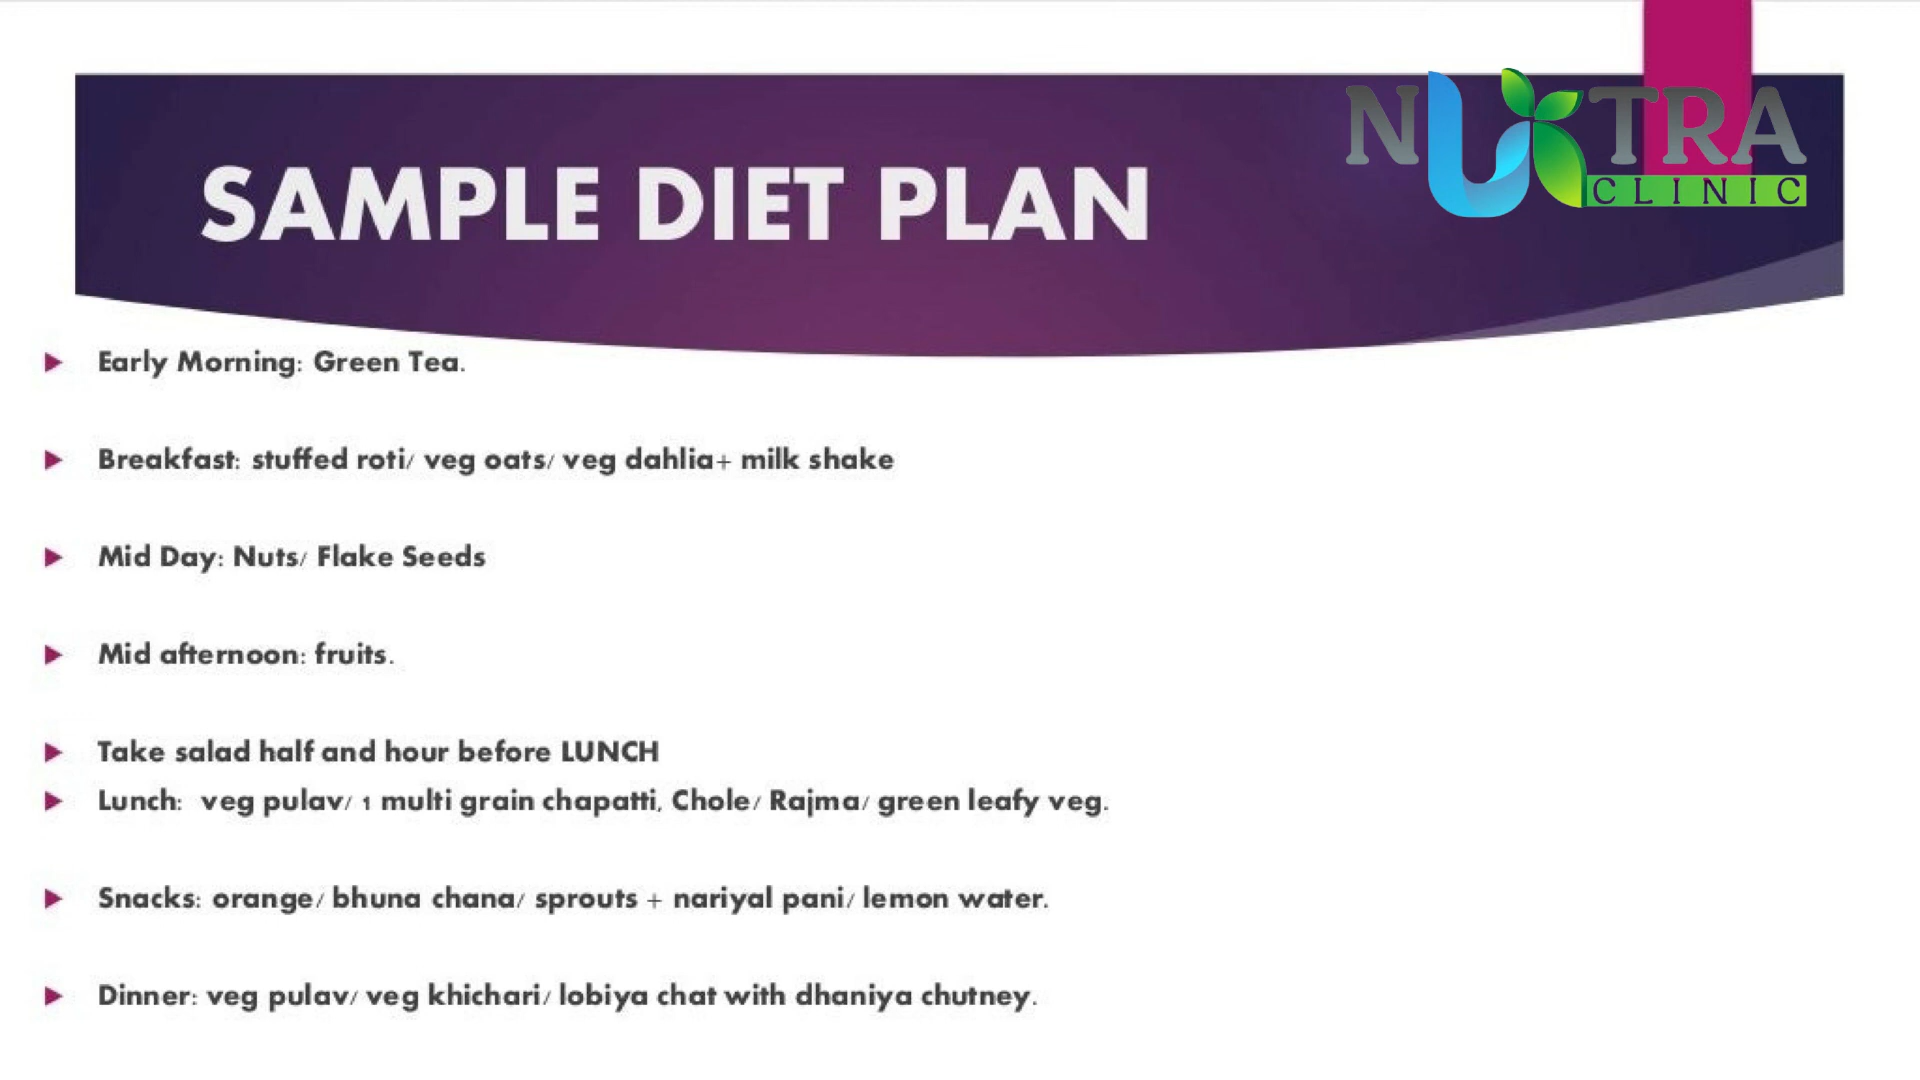 NUTRA
CLINIC
SAMPLE DIET PLAN
Early Morning: Green Tea.
Breakfast: stuffed roti/ veg oats/ veg dahlia+ milk shake
Mid Day: Nuts/ Flake Seeds
Mid afternoon: fruits.
Take salad half and hour before LUNCH
Lunch: veg pulav/ 1 multi grain chapatti, Chole/ Rajma/ green leafy veg.
Snacks: orange/ bhuna chana/ sprouts + nariyal pani/ lemon water.
Dinner: veg pulav/ veg khichari/ lobiya chat with dhaniya chutney.